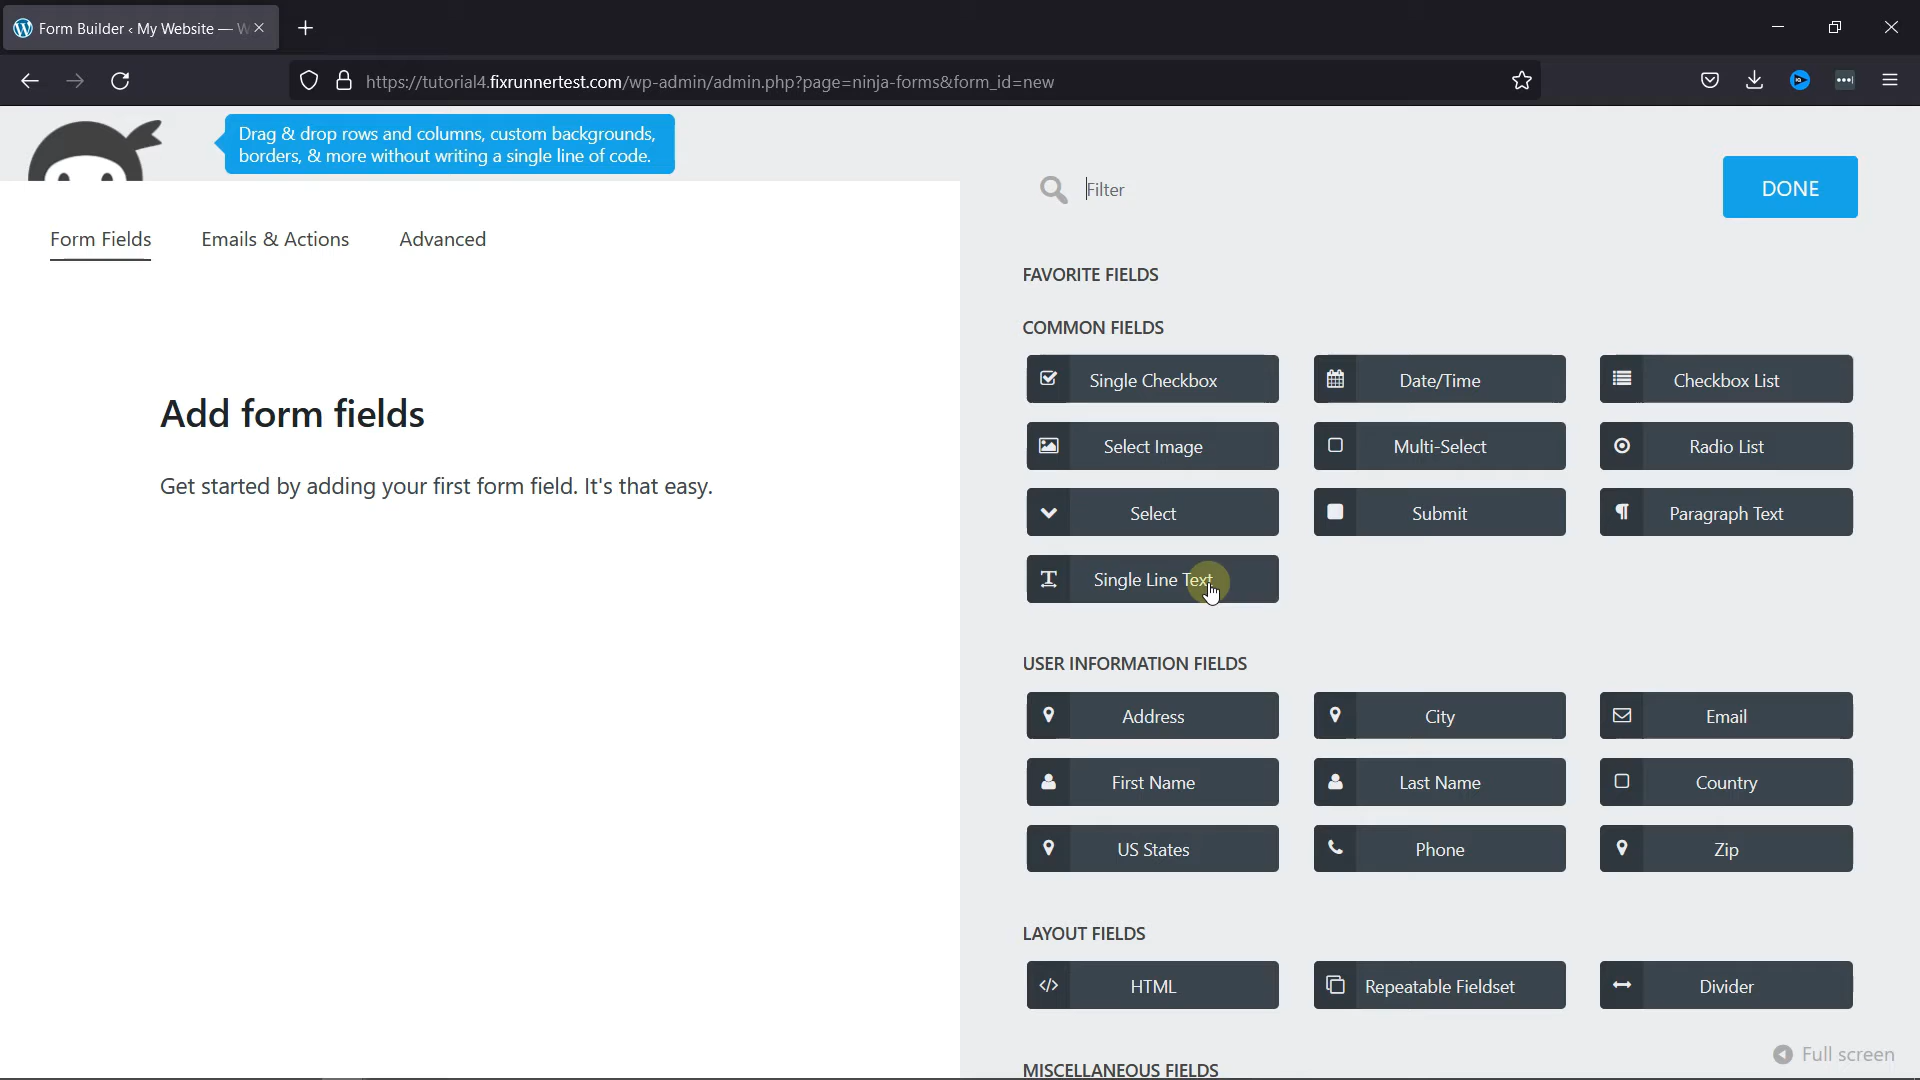 Form Builder ‹ My Website — W
https://tutorial4.fixrunnertest.com/wp-admin/admin.php?page=ninja-forms&form_id=new
Drag & drop rows and columns, custom backgrounds,
borders, & more without writing a single line of code.
Filter
DONE
Form Fields
Emails & Actions
Advanced
Add form fields
Get started by adding your first form field. It's that easy.
FAVORITE FIELDS
COMMON FIELDS
Single Checkbox
Date/Time
Checkbox List
Select Image
Multi-Select
Radio List
Select
Submit
Paragraph Text
Single Line Text
USER INFORMATION FIELDS
Address
City
Email
First Name
Last Name
Country
US States
Phone
Zip
LAYOUT FIELDS
HTML
Repeatable Fieldset
Divider
Full screen
MISCELLANEOUS FIELDS